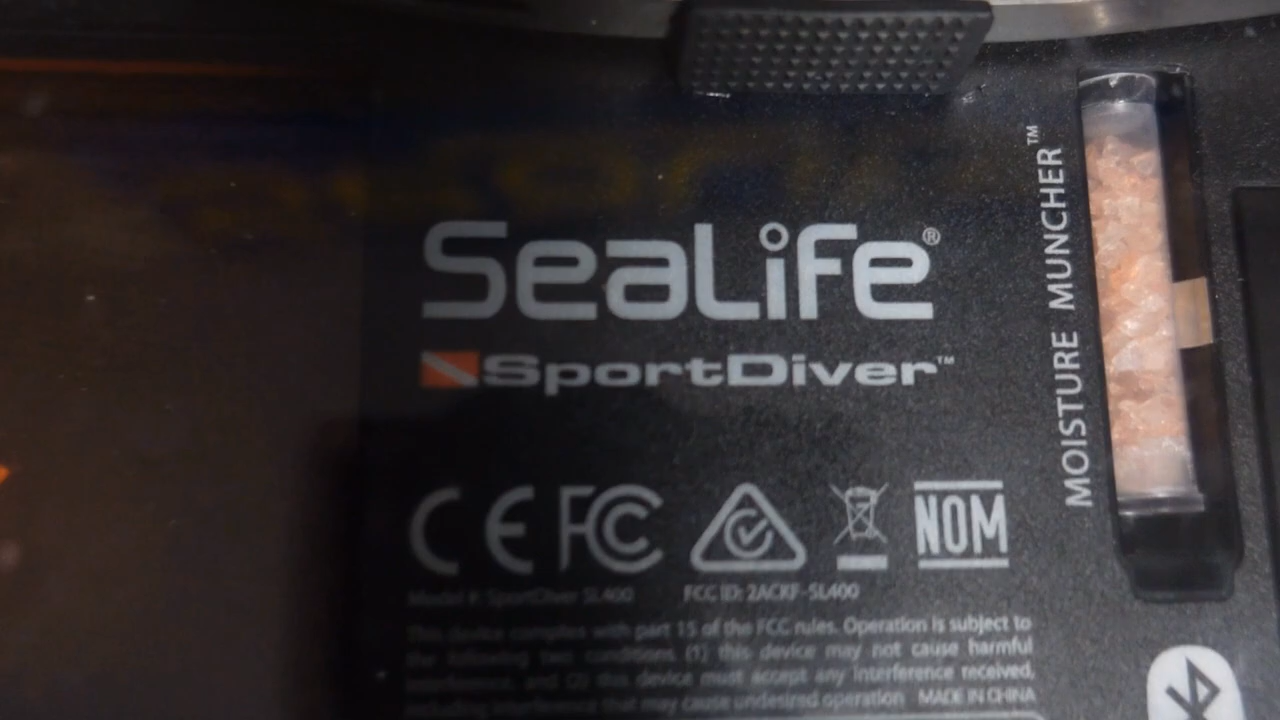 SeaLife®
SportDiver™
MOISTURE MUNCHER™
CE FC NOM
Model #: SportDiver SL400 FCC ID: 2ACKF-SL400
This device complies with part 15 of the FCC rules. Operation is subject to
the following two conditions. (1) this device may not cause harmful
interference, and (2) this device must accept any interference received,
including interference that may cause undesired operation MADE IN CHINA